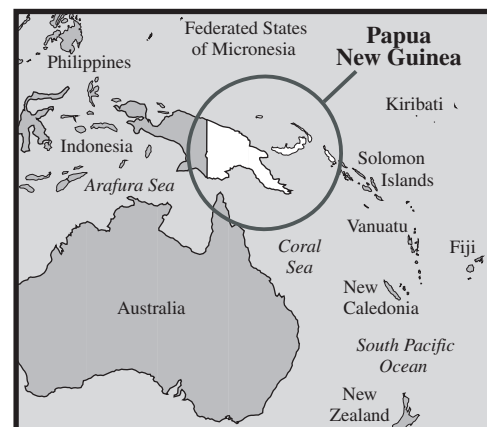 Federated States
of Micronesia
Papua
New Guinea
Philippines
Kiribati
Indonesia
Solomon
Islands
Arafura Sea
Vanuatu
Coral
Sea
Fiji
New
Caledonia
Australia
South Pacific
Ocean
New
Zealand